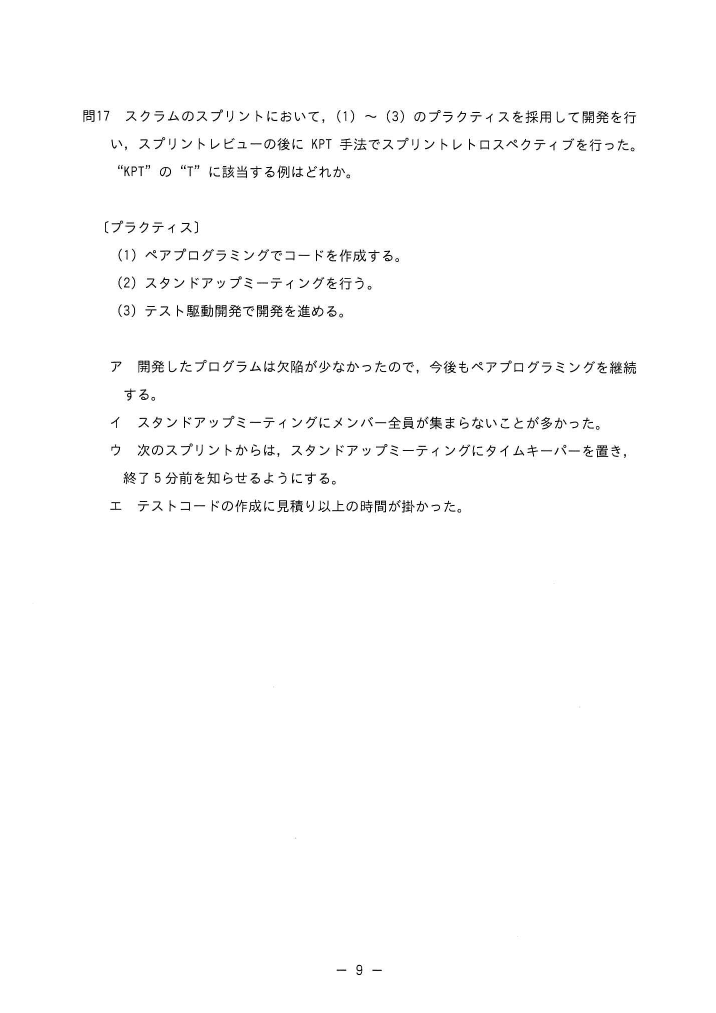 問17　スクラムのスプリントにおいて，（1）～（3）のプラクティスを採用して開発を行
い，スプリントレビューの後に KPT 手法でスプリントレトロスペクティブを行った。
“KPT”の“T”に該当する例はどれか。
〔プラクティス〕
（1）ペアプログラミングでコードを作成する。
（2）スタンドアップミーティングを行う。
（3）テスト駆動開発で開発を進める。
ア　開発したプログラムは欠陥が少なかったので，今後もペアプログラミングを継続
する。
イ　スタンドアップミーティングにメンバー全員が集まらないことが多かった。
ウ　次のスプリントからは，スタンドアップミーティングにタイムキーパーを置き，
終了５分前を知らせるようにする。
エ　テストコードの作成に見積り以上の時間が掛かった。
－ 9 －